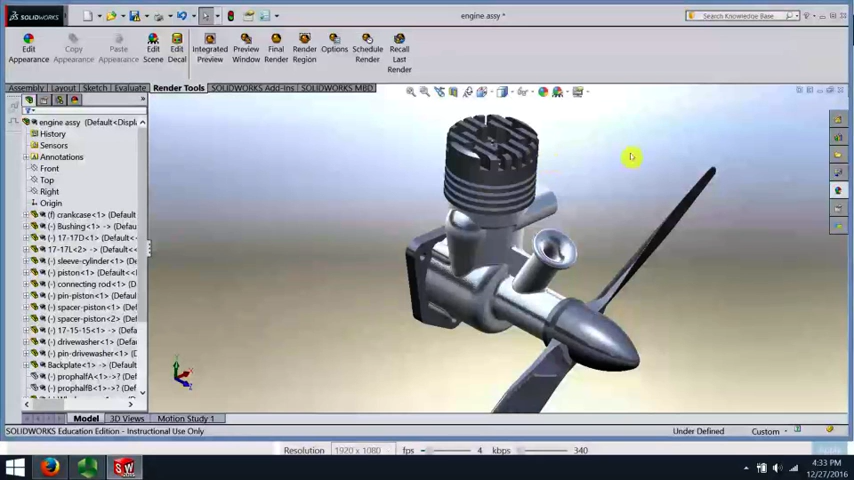 SOLIDWORKS
engine assy *
Search Knowledge Base
Edit Appearance
Copy Appearance
Paste Appearance
Edit Scene
Edit Decal
Integrated Preview
Preview Window
Final Render
Render Region
Options
Schedule Render
Recall Last Render
Assembly Layout Sketch Evaluate Render Tools SOLIDWORKS Add-Ins SOLIDWORKS MBD
engine assy (Default<Displ
History
Sensors
Annotations
Front
Top
Right
Origin
(f) crankcase<1> (Default
(-) Bushing<1> -> (Default
(-) 17-17D<1> (Default<<
17-17L<2> -> (Default<<
(-) sleeve-cylinder<1> (De
(-) piston<1> (Default<<D
(-) connecting rod<1> (De
(-) pin-piston<1> (Default
(-) spacer-piston<1> (Def
(-) spacer-piston<2> (Def
(-) 17-15-15<1> -> (Defau
(-) drivewasher<1> (Defau
(-) pin-drivewasher<1> (D
Backplate<1> -> (Default
(-) prophalfA<1> ->? (Def
(-) prophalfB<1> ->? (Def
Model 3D Views Motion Study 1
SOLIDWORKS Education Edition - Instructional Use Only
Under Defined Custom
Resolution 1920 x 1080 fps 4 kbps 340
4:33 PM
12/27/2016